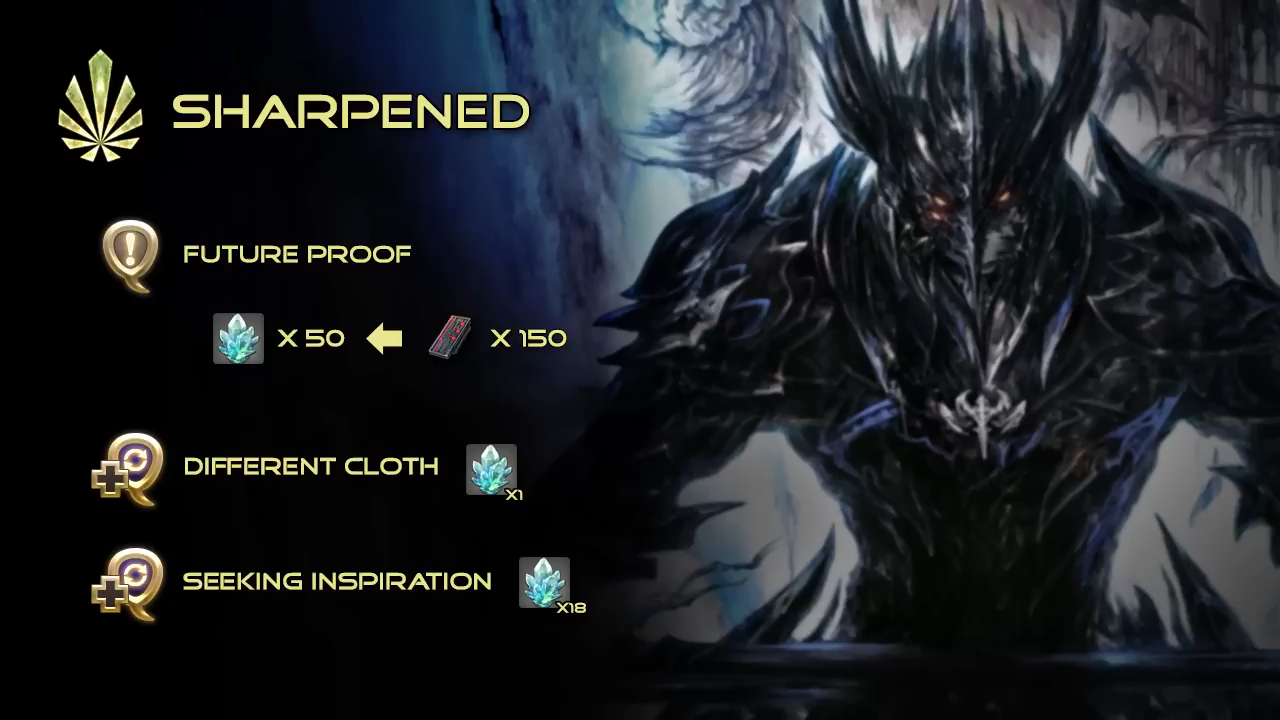 SHARPENED
!
FUTURE PROOF
X 50
X 150
DIFFERENT CLOTH
X1
SEEKING INSPIRATION
X18